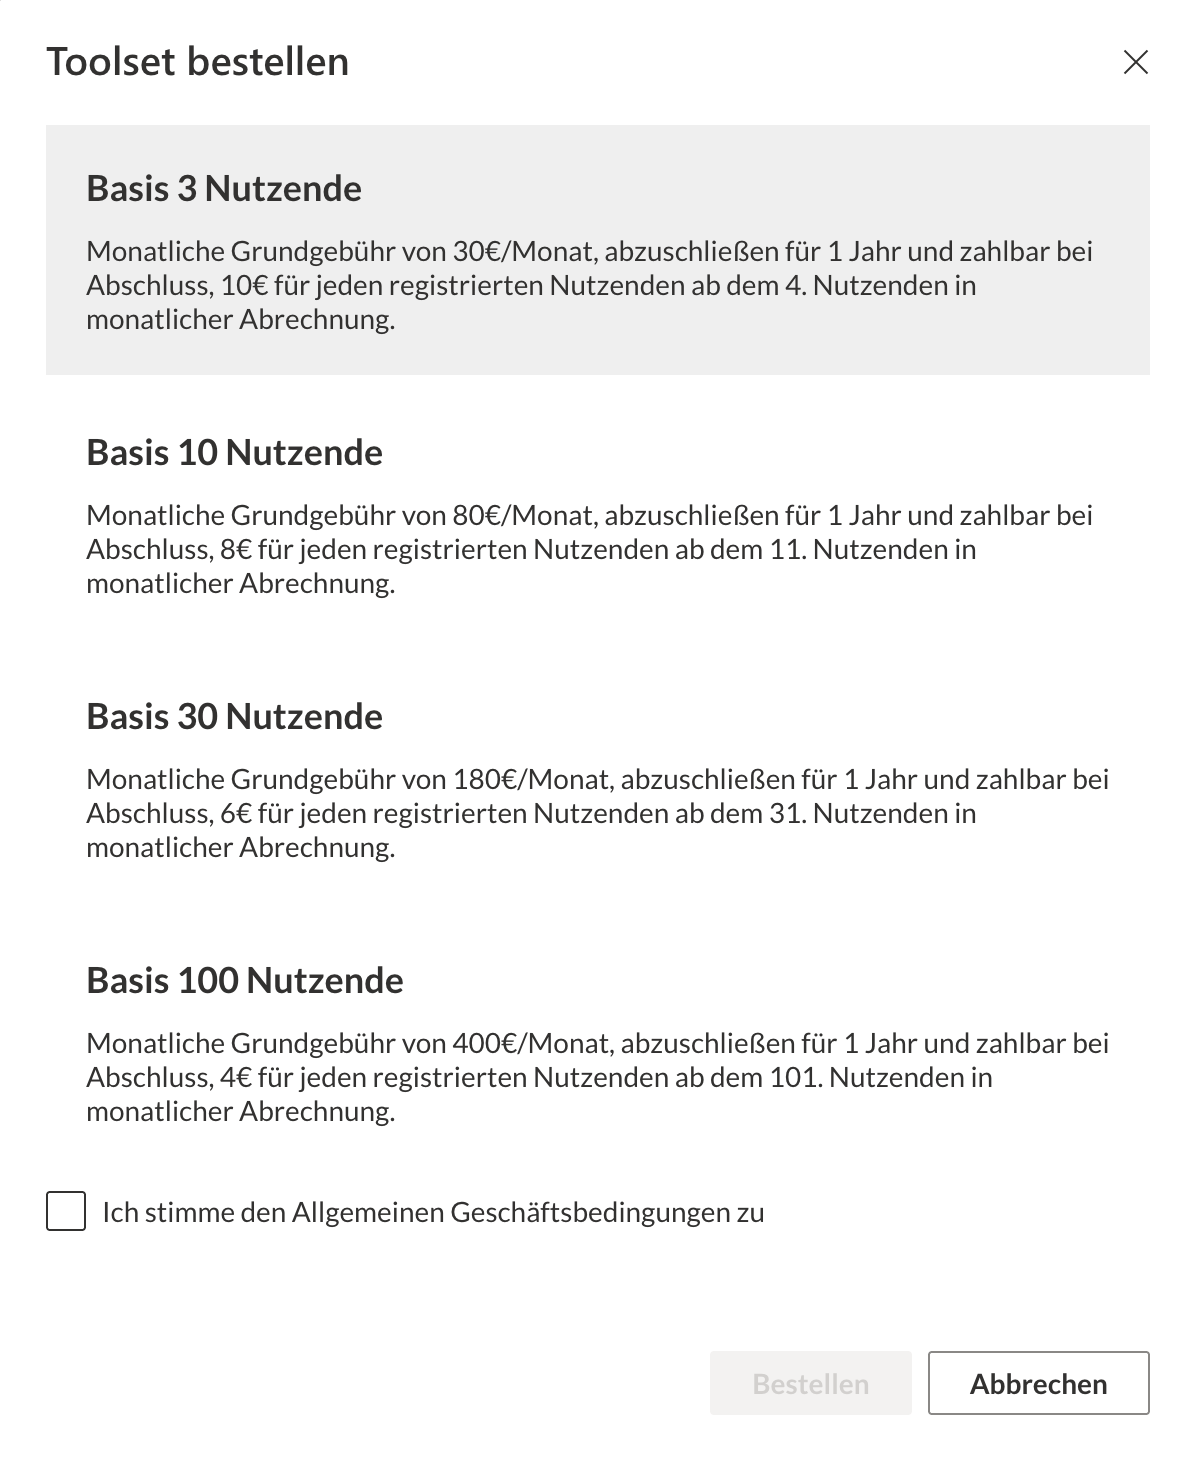 Toolset bestellen
Basis 3 Nutzende
Monatliche Grundgebühr von 30€/Monat, abzuschließen für 1 Jahr und zahlbar bei
Abschluss, 10€ für jeden registrierten Nutzenden ab dem 4. Nutzenden in
monatlicher Abrechnung.
Basis 10 Nutzende
Monatliche Grundgebühr von 80€/Monat, abzuschließen für 1 Jahr und zahlbar bei
Abschluss, 8€ für jeden registrierten Nutzenden ab dem 11. Nutzenden in
monatlicher Abrechnung.
Basis 30 Nutzende
Monatliche Grundgebühr von 180€/Monat, abzuschließen für 1 Jahr und zahlbar bei
Abschluss, 6€ für jeden registrierten Nutzenden ab dem 31. Nutzenden in
monatlicher Abrechnung.
Basis 100 Nutzende
Monatliche Grundgebühr von 400€/Monat, abzuschließen für 1 Jahr und zahlbar bei
Abschluss, 4€ für jeden registrierten Nutzenden ab dem 101. Nutzenden in
monatlicher Abrechnung.
Ich stimme den Allgemeinen Geschäftsbedingungen zu
Bestellen
Abbrechen